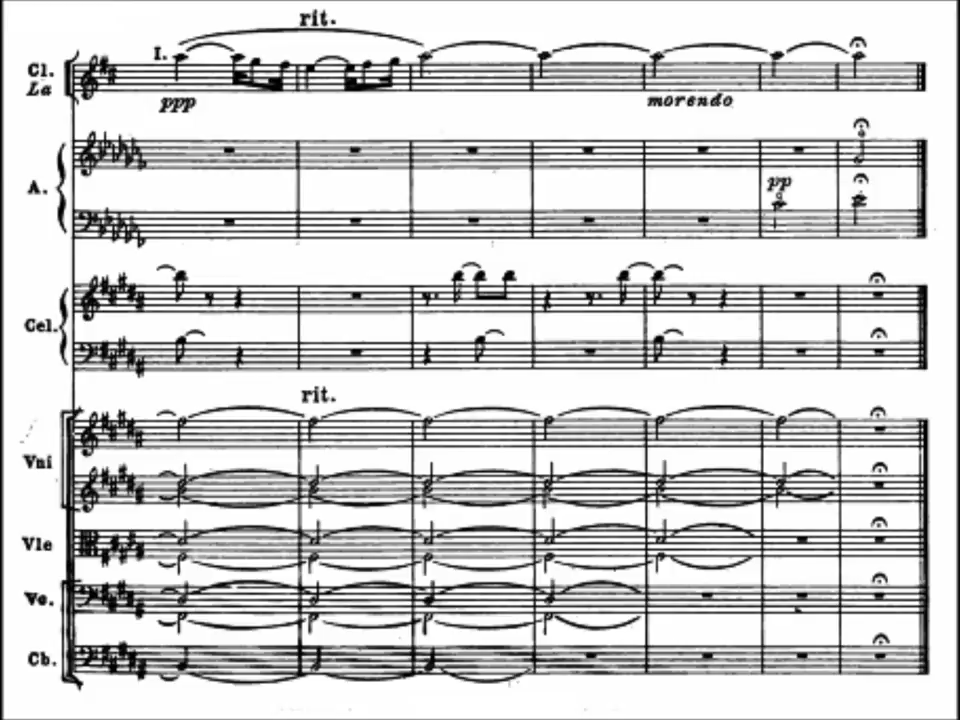 rit.
I.
Cl.
La
ppp
morendo
A.
pp
Cel.
rit.
Vni
Vle
Vc.
Cb.